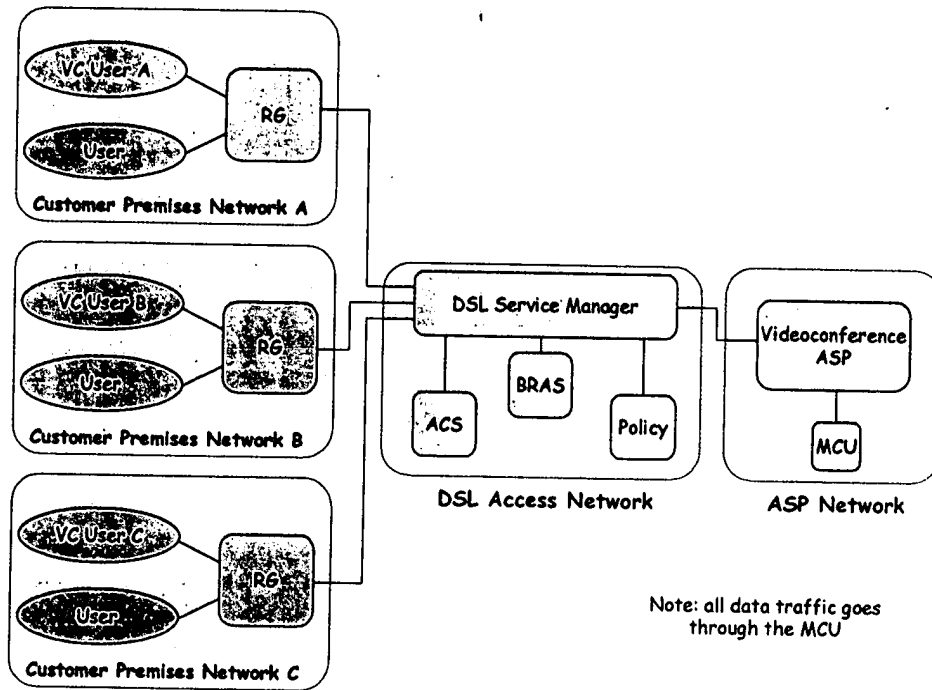 VC User A
User
RG
Customer Premises Network A
VC User B
User
RG
Customer Premises Network B
VC User C
User
RG
Customer Premises Network C
DSL Service Manager
ACS
BRAS
Policy
DSL Access Network
Videoconference
ASP
MCU
ASP Network
Note: all data traffic goes
through the MCU